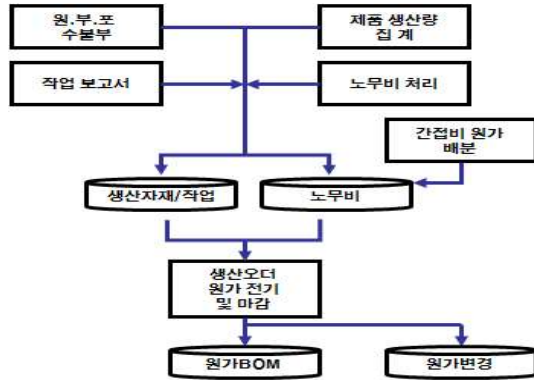 원.부.포
수불부
제품 생산량
집 계
작업 보고서
노무비 처리
간접비 원가
배분
생산자재/작업
노무비
생산오더
원가 전기
및 마감
원가BOM
원가변경